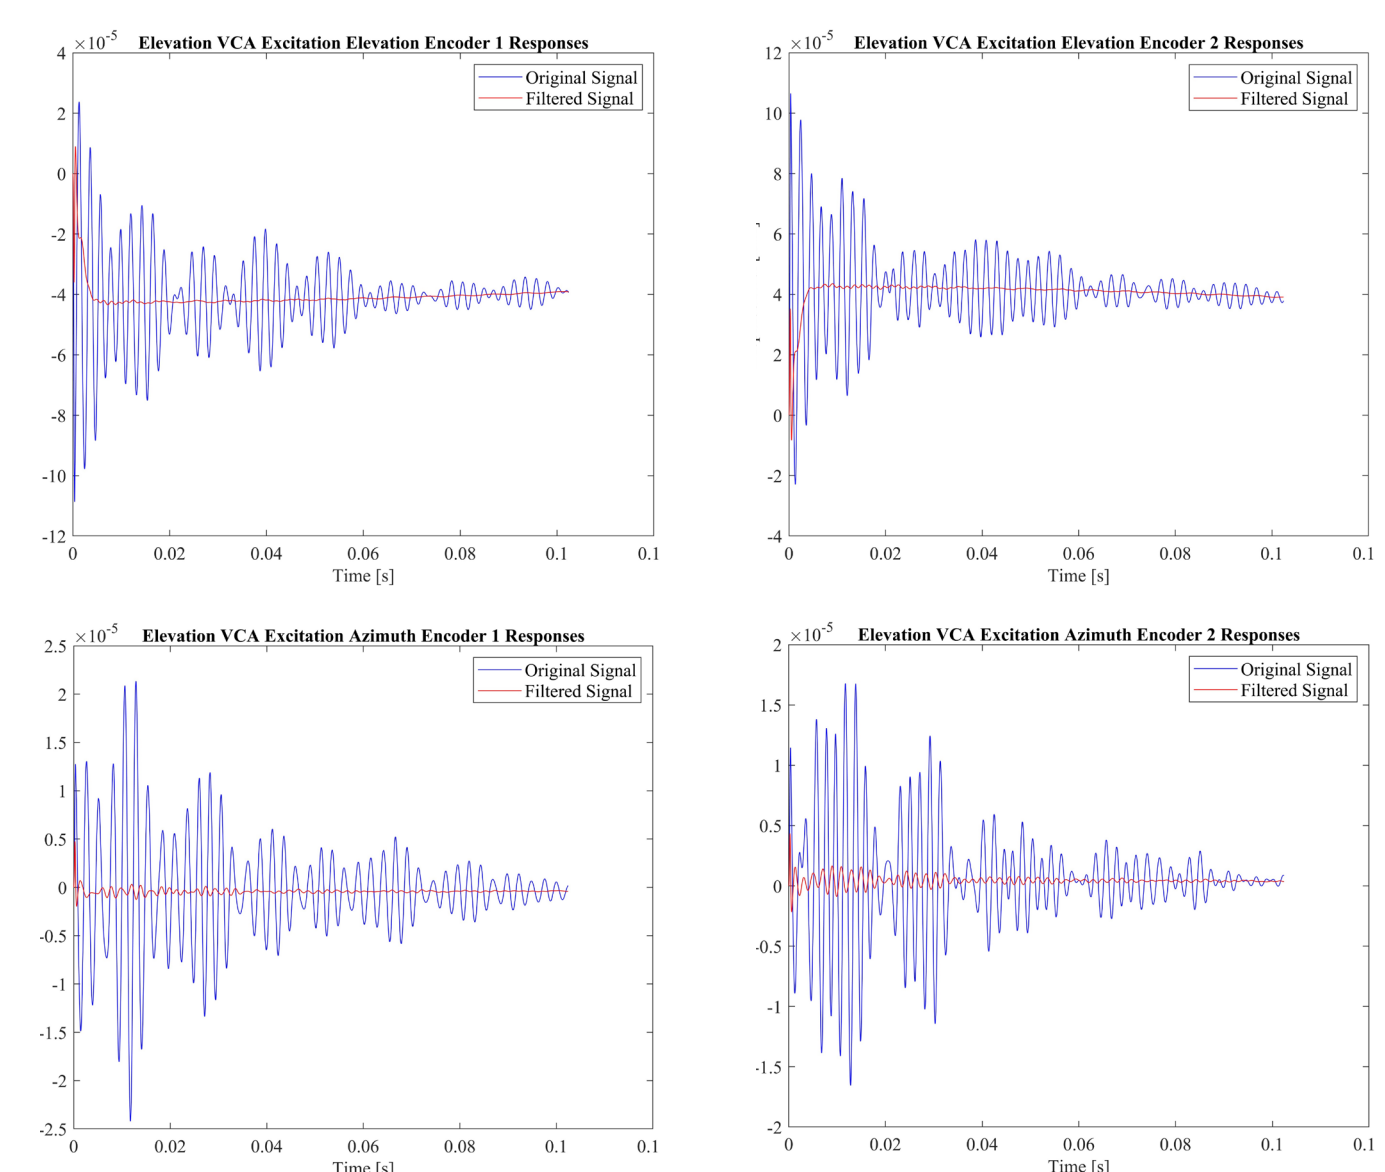 ×10-5 Elevation VCA Excitation Elevation Encoder 1 Responses
Original Signal
Filtered Signal
4
2
0
-2
-4
-6
-8
-10
-12
0 0.02 0.04 0.06 0.08 0.1 0.1
Time [s]
×10-5 Elevation VCA Excitation Elevation Encoder 2 Responses
Original Signal
Filtered Signal
12
10
8
6
4
2
0
-2
-4
0 0.02 0.04 0.06 0.08 0.1 0.1
Time [s]
×10-5 Elevation VCA Excitation Azimuth Encoder 1 Responses
Original Signal
Filtered Signal
2.5
2
1.5
1
0.5
0
-0.5
-1
-1.5
-2
-2.5
0 0.02 0.04 0.06 0.08 0.1 0.1
Time [s]
×10-5 Elevation VCA Excitation Azimuth Encoder 2 Responses
Original Signal
Filtered Signal
2
1.5
1
0.5
0
-0.5
-1
-1.5
-2
0 0.02 0.04 0.06 0.08 0.1 0.1
Time [s]